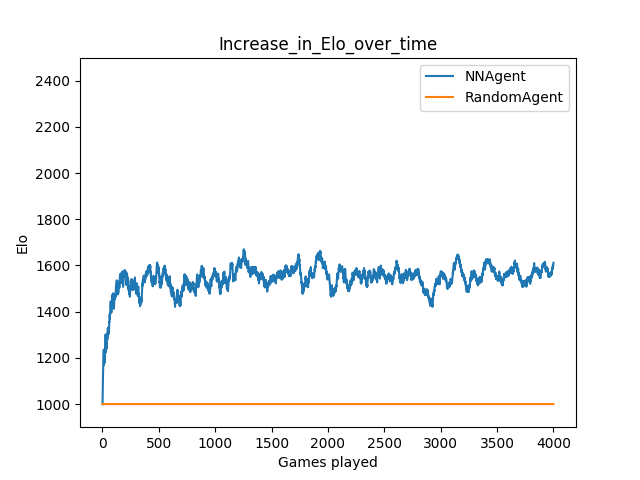 Increase_in_Elo_over_time
NNAgent
RandomAgent
2400
2200
2000
1800
1600
1400
1200
1000
Elo
0 500 1000 1500 2000 2500 3000 3500 4000
Games played